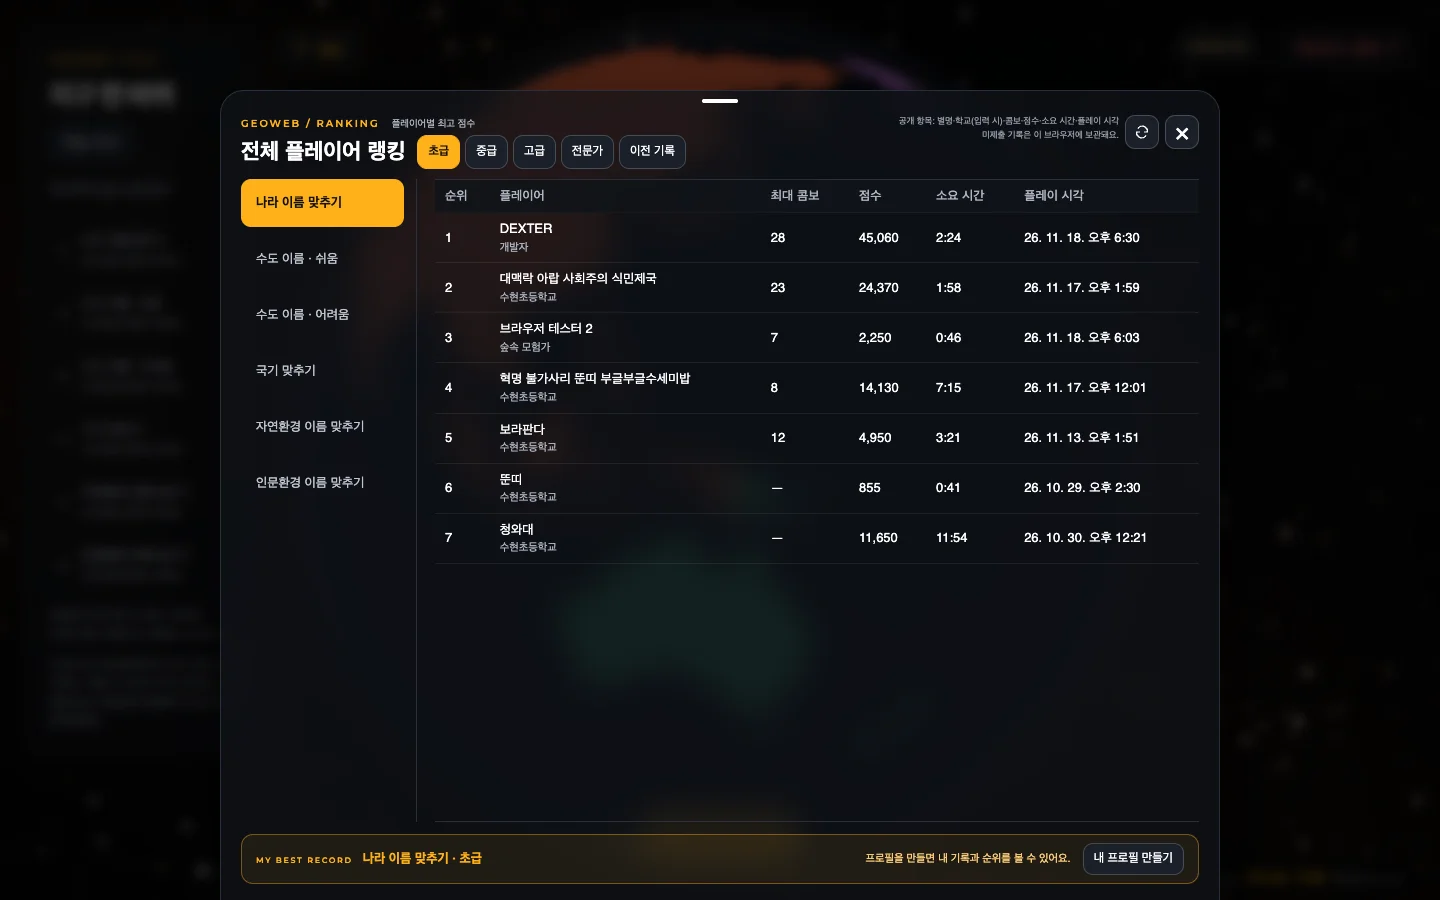 GEOWEB / RANKING 플레이어별 최고 점수
전체 플레이어 랭킹 초급 중급 고급 전문가 이전 기록
공개 항목: 별명·학교(입력 시)·콤보·점수·소요 시간·플레이 시각
미제출 기록은 이 브라우저에 보관돼요.
나라 이름 맞추기
수도 이름 · 쉬움
수도 이름 · 어려움
국기 맞추기
자연환경 이름 맞추기
인문환경 이름 맞추기
순위 플레이어 최대 콤보 점수 소요 시간 플레이 시각
1 DEXTER 28 45,060 2:24 26. 11. 18. 오후 6:30
개발자
2 대맥락 아랍 사회주의 식민제국 23 24,370 1:58 26. 11. 17. 오후 1:59
수현초등학교
3 브라우저 테스터 2 7 2,250 0:46 26. 11. 18. 오후 6:03
숲속 모험가
4 혁명 불가사리 뚠띠 부글부글수세미밥 8 14,130 7:15 26. 11. 17. 오후 12:01
수현초등학교
5 보라판다 12 4,950 3:21 26. 11. 13. 오후 1:51
수현초등학교
6 뚠띠 — 855 0:41 26. 10. 29. 오후 2:30
수현초등학교
7 청와대 — 11,650 11:54 26. 10. 30. 오후 12:21
수현초등학교
MY BEST RECORD 나라 이름 맞추기 · 초급 프로필을 만들면 내 기록과 순위를 볼 수 있어요. 내 프로필 만들기